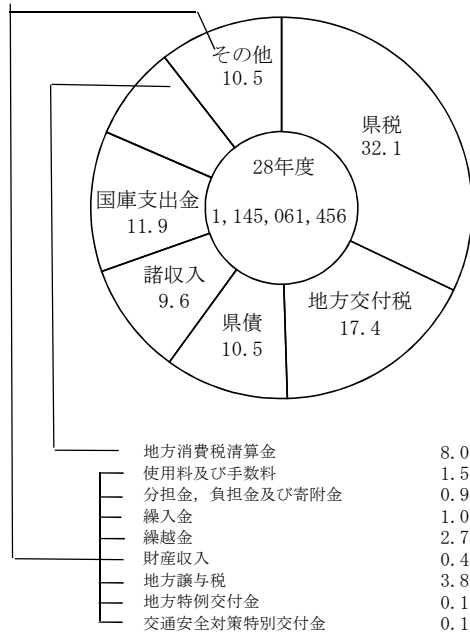 その他
10.5
県税
32.1
28年度
1,145,061,456
国庫支出金
11.9
諸収入
9.6
県債
10.5
地方交付税
17.4
地方消費税清算金 8.0
使用料及び手数料 1.5
分担金，負担金及び寄附金 0.9
繰入金 1.0
繰越金 2.7
財産収入 0.4
地方譲与税 3.8
地方特例交付金 0.1
交通安全対策特別交付金 0.1